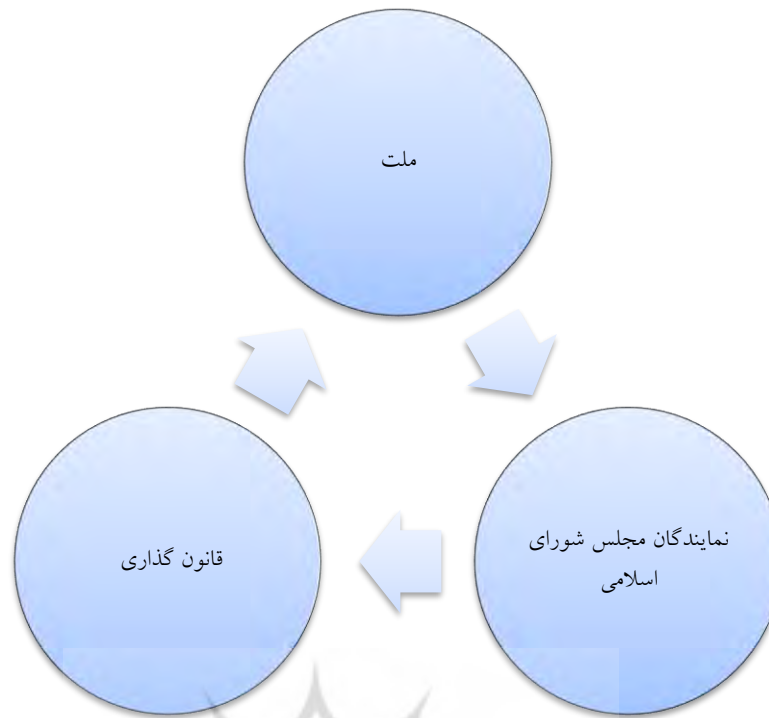 ملت
نمایندگان مجلس شورای
اسلامی
قانون گذاری